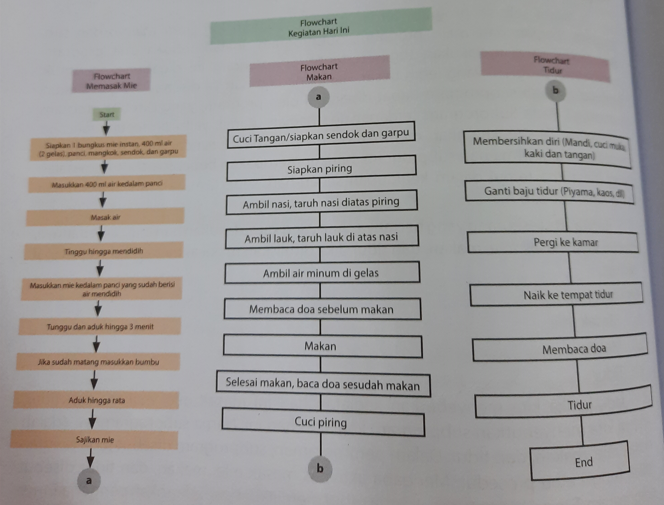 Flowchart
Kegiatan Hari Ini
Flowchart
Memasak Mie
Start
Siapkan 1 bungkus mie instan, 400 ml air
(2 gelas), panci, mangkok, sendok, dan garpu
Masukkan 400 ml air kedalam panci
Masak air
Tinggu hingga mendidih
Masukkan mie kedalam panci yang sudah berisi
air mendidih
Tunggu dan aduk hingga 3 menit
Jika sudah matang masukkan bumbu
Aduk hingga rata
Sajikan mie
a
Flowchart
Makan
a
Cuci Tangan/siapkan sendok dan garpu
Siapkan piring
Ambil nasi, taruh nasi diatas piring
Ambil lauk, taruh lauk di atas nasi
Ambil air minum di gelas
Membaca doa sebelum makan
Makan
Selesai makan, baca doa sesudah makan
Cuci piring
b
Flowchart
Tidur
b
Membersihkan diri (Mandi, cuci muka,
kaki dan tangan)
Ganti baju tidur (Piyama, kaos, dll)
Pergi ke kamar
Naik ke tempat tidur
Membaca doa
Tidur
End